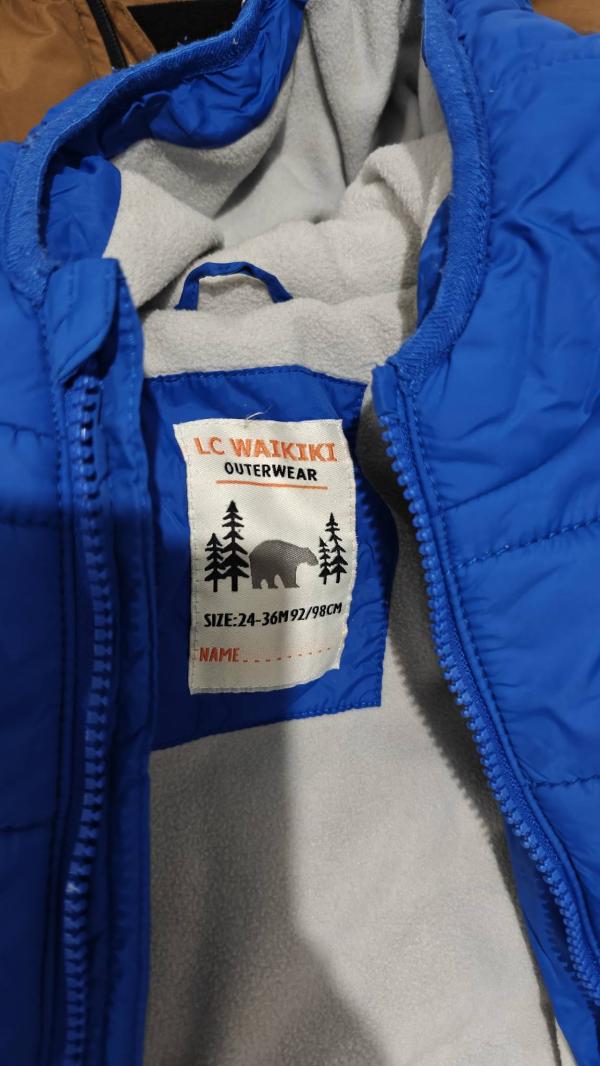 LC WAIKIKI
OUTERWEAR
SIZE:24-36M 92/98CM
NAME